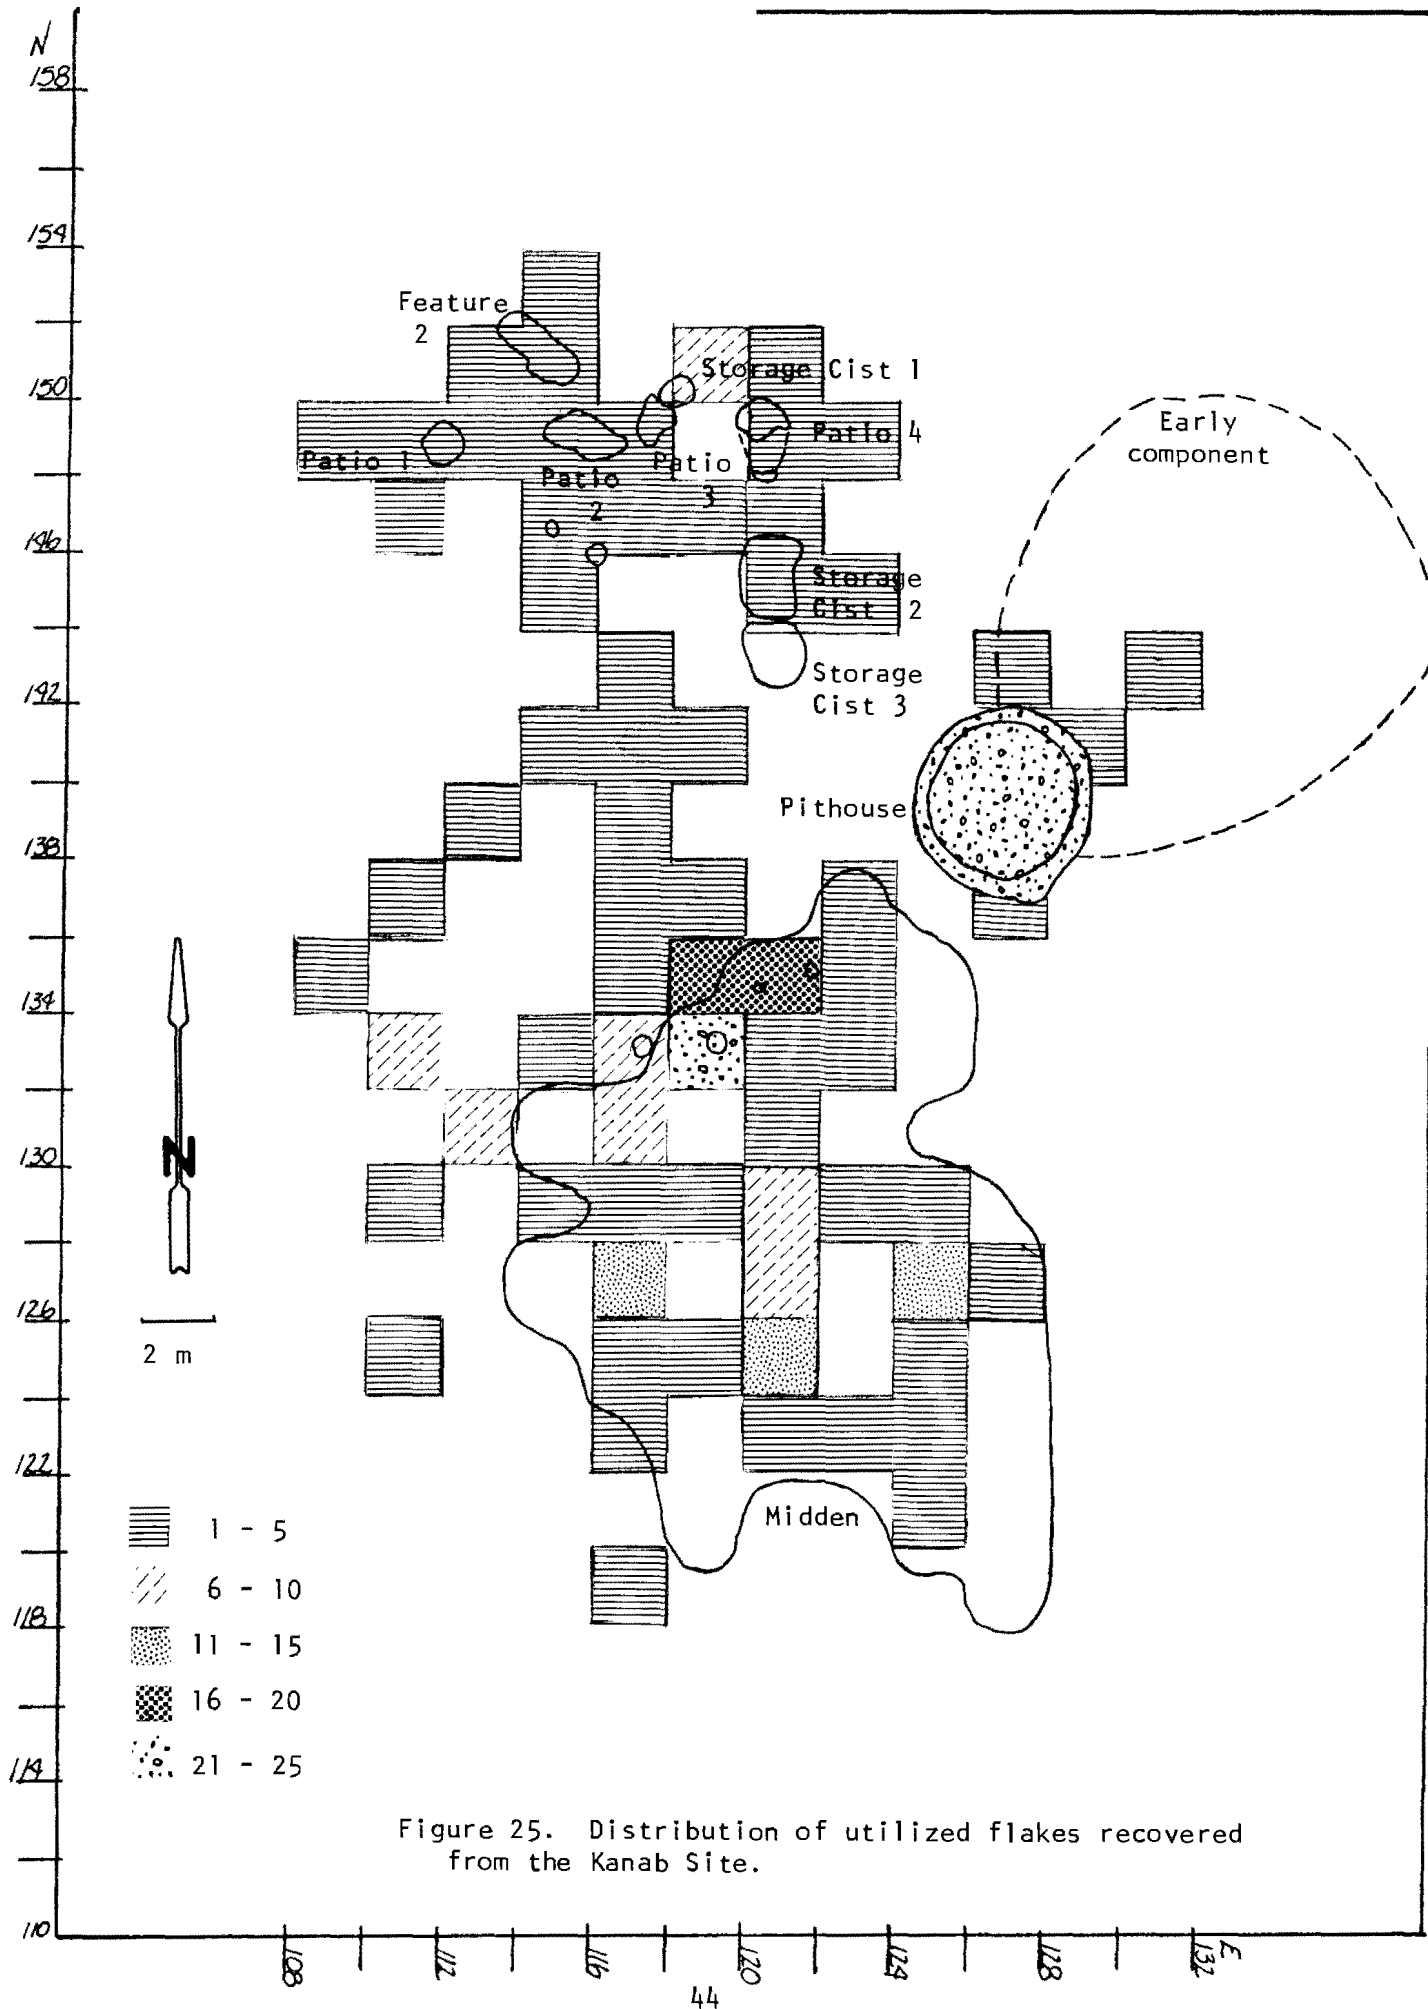 N
158
154
150
146
142
138
134
130
126
122
118
114
110
Feature
2
Storage Cist 1
Patio 4
Patio 1
Patio
2
Patio
3
Early
component
Storage
Cist 2
Storage
Cist 3
Pithouse
N
2 m
Midden
1 - 5
6 - 10
11 - 15
16 - 20
21 - 25
Figure 25. Distribution of utilized flakes recovered
from the Kanab Site.
108 112 116 120 124 128 132 E
44